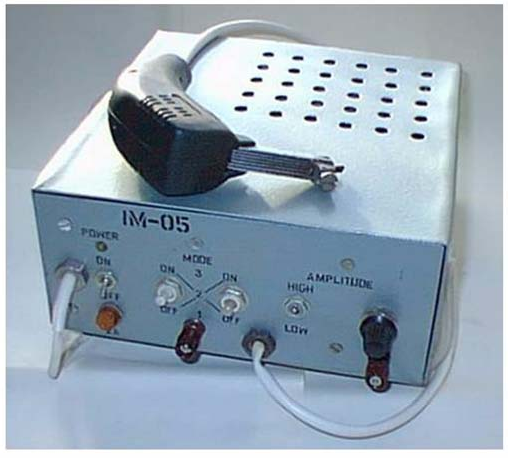 IM-05
POWER
ON
OFF
MODE
ON 3 ON
2
OFF 1 OFF
AMPLITUDE
HIGH
LOW